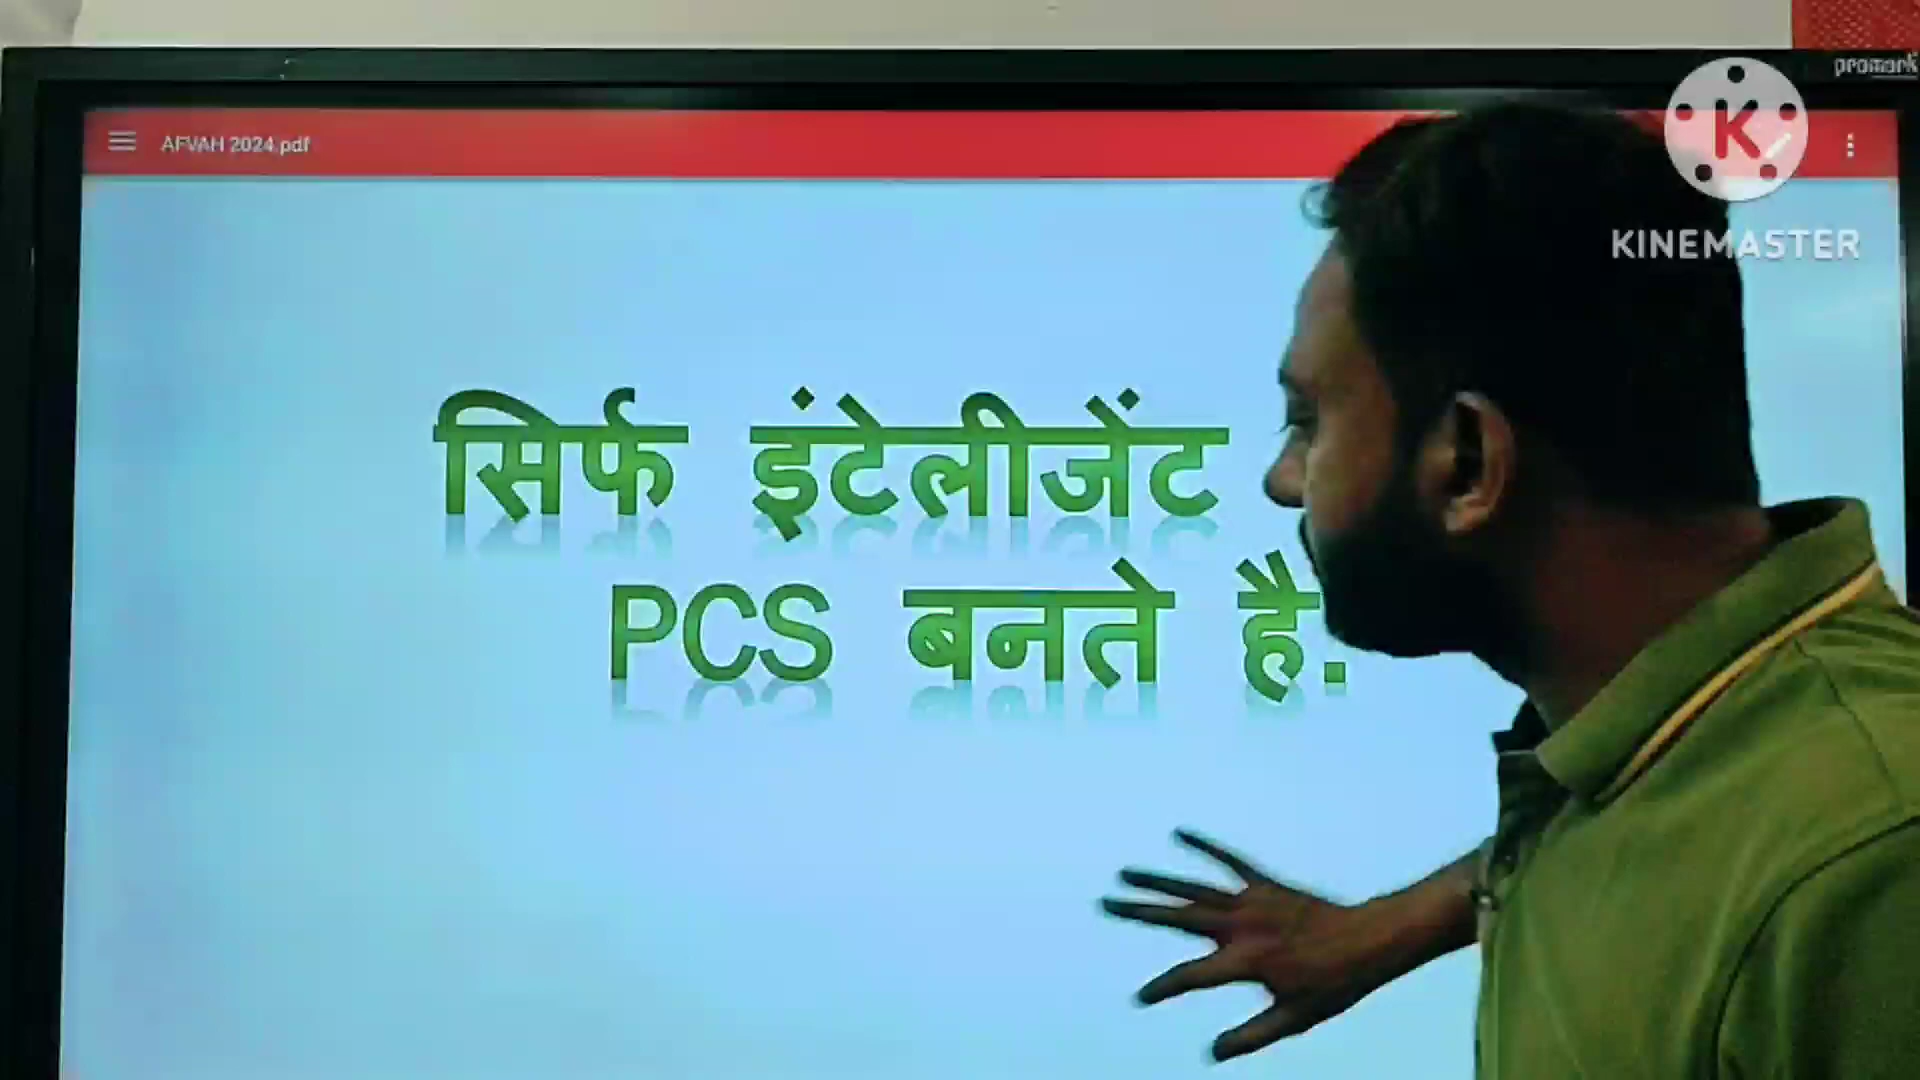 promark
AFVAH 2024.pdf
K
KINEMASTER
सिर्फ इंटेलीजेंट
PCS बनते है.